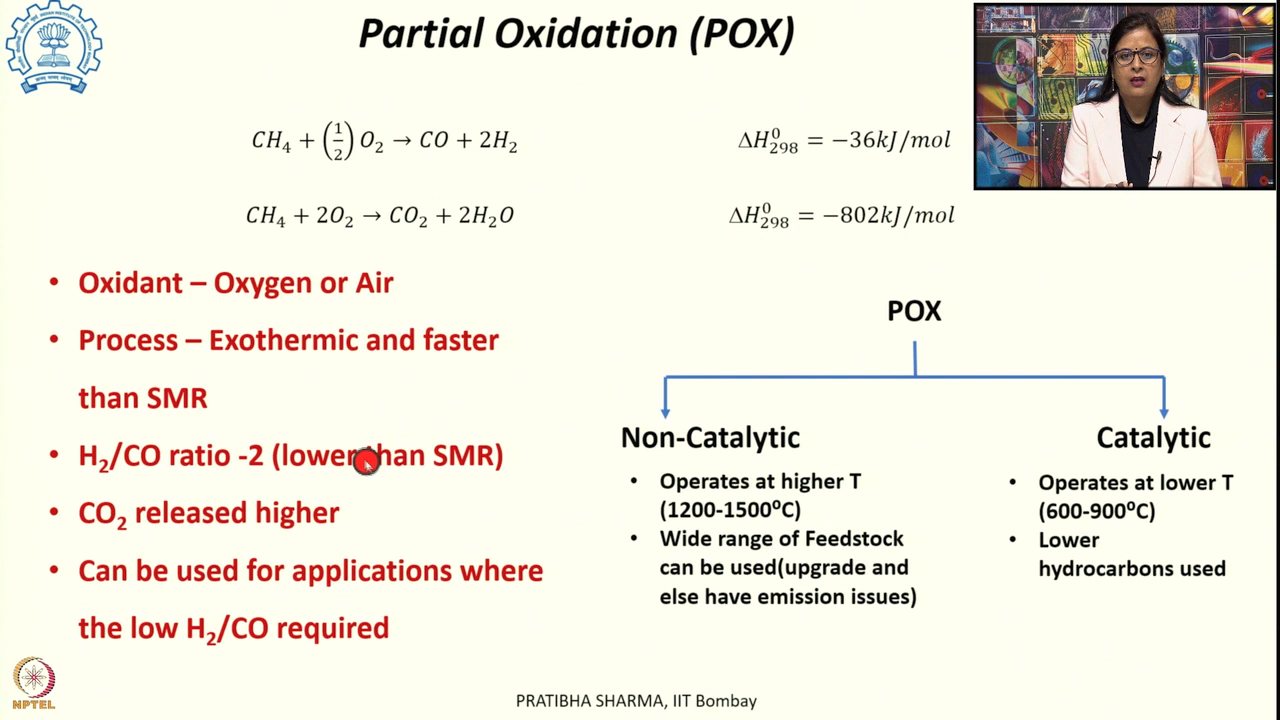 Partial Oxidation (POX)
CH₄ + (1/2) O₂ → CO + 2H₂
ΔH⁰₂₉₈ = −36kJ/mol
CH₄ + 2O₂ → CO₂ + 2H₂O
ΔH⁰₂₉₈ = −802kJ/mol
• Oxidant – Oxygen or Air
• Process – Exothermic and faster
than SMR
• H₂/CO ratio -2 (lower than SMR)
• CO₂ released higher
• Can be used for applications where
the low H₂/CO required
POX
Non-Catalytic
• Operates at higher T
(1200-1500⁰C)
• Wide range of Feedstock
can be used(upgrade and
else have emission issues)
Catalytic
• Operates at lower T
(600-900⁰C)
• Lower
hydrocarbons used
NPTEL
PRATIBHA SHARMA, IIT Bombay